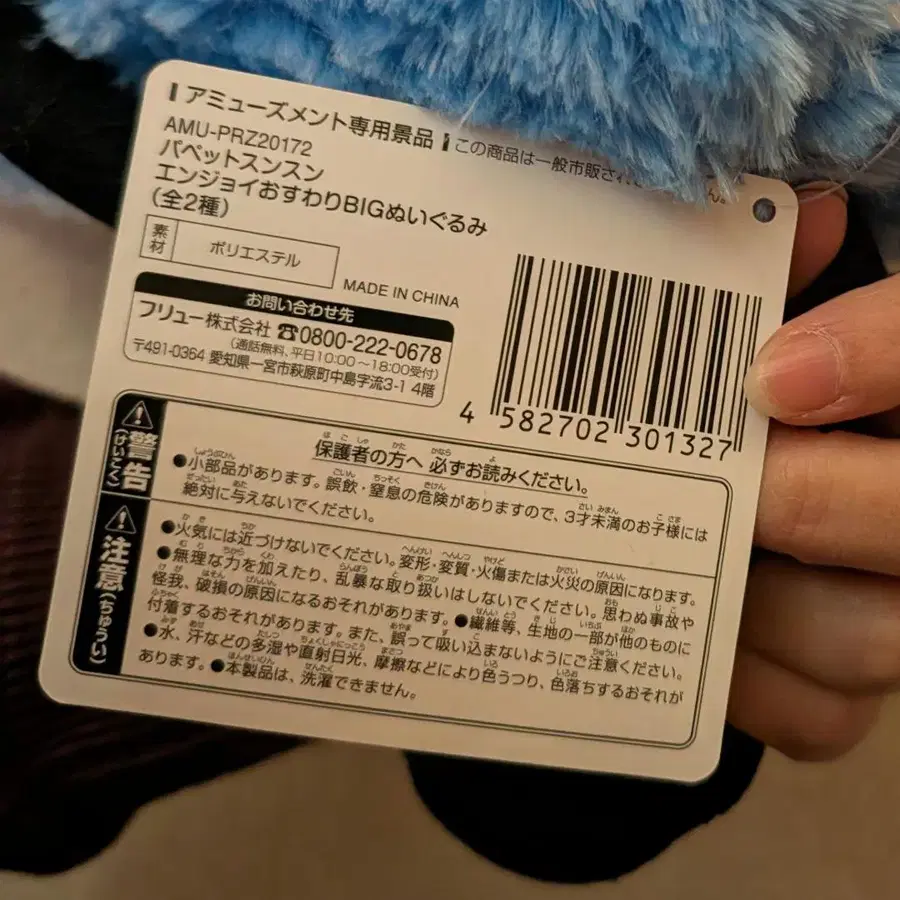 アミューズメント専用景品 この商品は一般市販され
ん。
AMU-PRZ20172
パペットスンスン
エンジョイおすわりBIGぬいぐるみ
(全2種)
素材 ポリエステル
MADE IN CHINA
お問い合わせ先
フリュー株式会社 ☎0800-222-0678
(通話無料、平日10:00~18:00受付)
〒491-0364 愛知県一宮市萩原町中島字流3-1 4階
4 582702 301327
警告(けいこく)
保護者の方へ 必ずお読みください。
●小部品があります。誤飲・窒息の危険がありますので、3才未満のお子様には
絶対に与えないでください。
注意(ちゅうい)
●火気には近づけないでください。変形・変質・火傷または火災の原因になります。
●無理な力を加えたり、乱暴な取り扱いはしないでください。思わぬ事故や
怪我、破損の原因になるおそれがあります。●繊維等、生地の一部が他のものに
付着するおそれがあります。また、誤って吸い込まないようにご注意ください。
●水、汗などの多湿や直射日光、摩擦などにより色うつり、色落ちするおそれが
あります。●本製品は、洗濯できません。